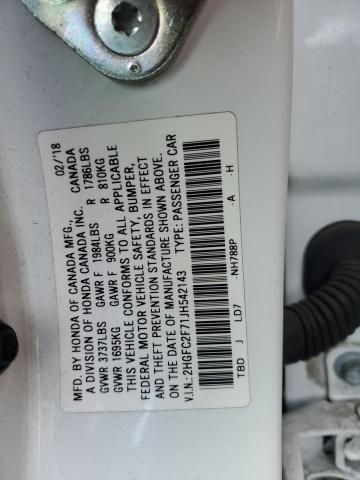 MFD. BY HONDA OF CANADA MFG., 02/'18
A DIVISION OF HONDA CANADA INC. CANADA
GVWR 3737LBS GAWR F 1984LBS R 1786LBS
GVWR 1695KG GAWR F 900KG R 810KG
THIS VEHICLE CONFORMS TO ALL APPLICABLE
FEDERAL MOTOR VEHICLE SAFETY, BUMPER,
AND THEFT PREVENTION STANDARDS IN EFFECT
ON THE DATE OF MANUFACTURE SHOWN ABOVE.
V.I.N.: 2HGFC2F71JH542143 TYPE: PASSENGER CAR
TBD J LD7 -NH788P -A -H